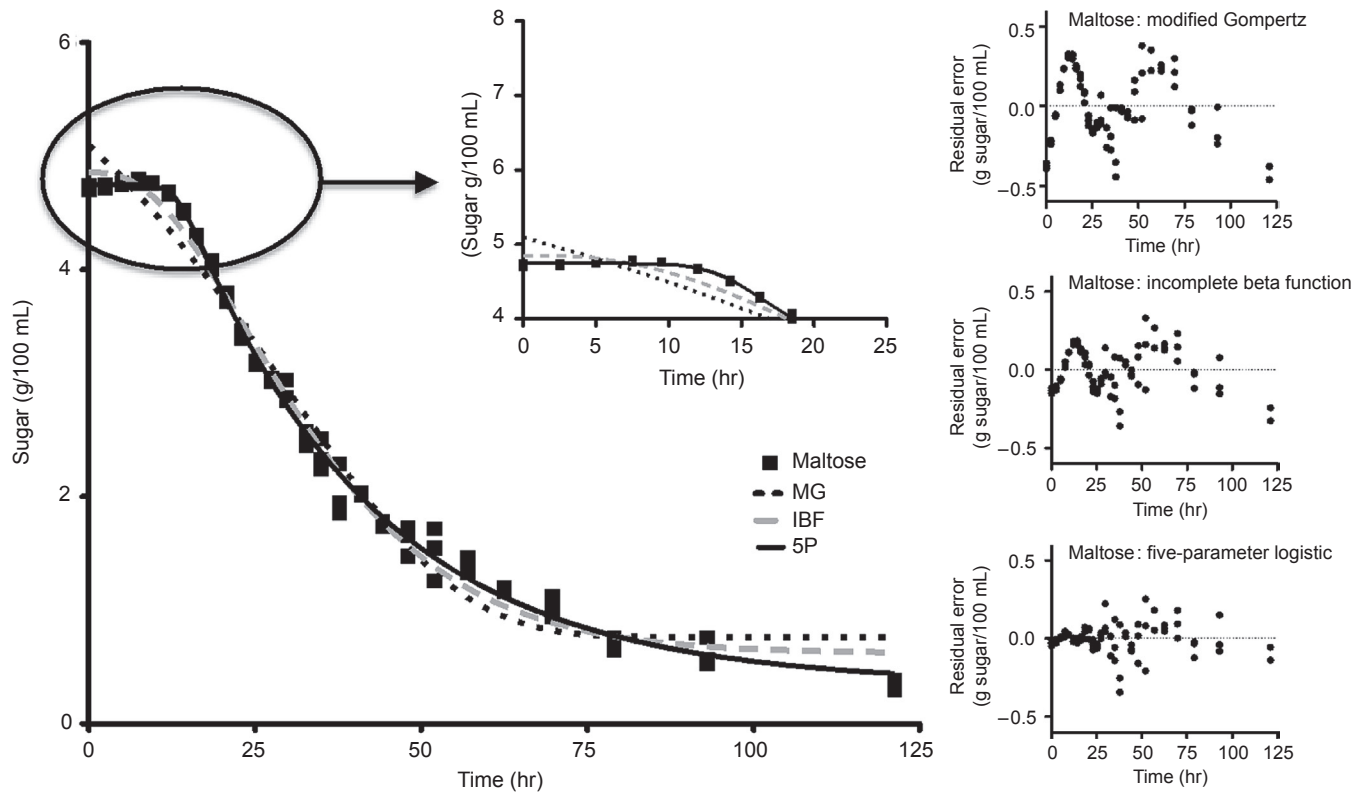 6
4
2
0
Sugar (g/100 mL)
0 25 50 75 100 125
Time (hr)
Maltose
MG
IBF
5P
8
7
6
5
4
(Sugar g/100 mL)
0 5 10 15 20 25
Time (hr)
Maltose: modified Gompertz
0.5
0.0
–0.5
Residual error
(g sugar/100 mL)
0 25 50 75 100 125
Time (hr)
Maltose: incomplete beta function
0.5
0.0
–0.5
Residual error
(g sugar/100 mL)
0 25 50 75 100 125
Time (hr)
Maltose: five-parameter logistic
0.5
0.0
–0.5
Residual error
(g sugar/100 mL)
0 25 50 75 100 125
Time (hr)